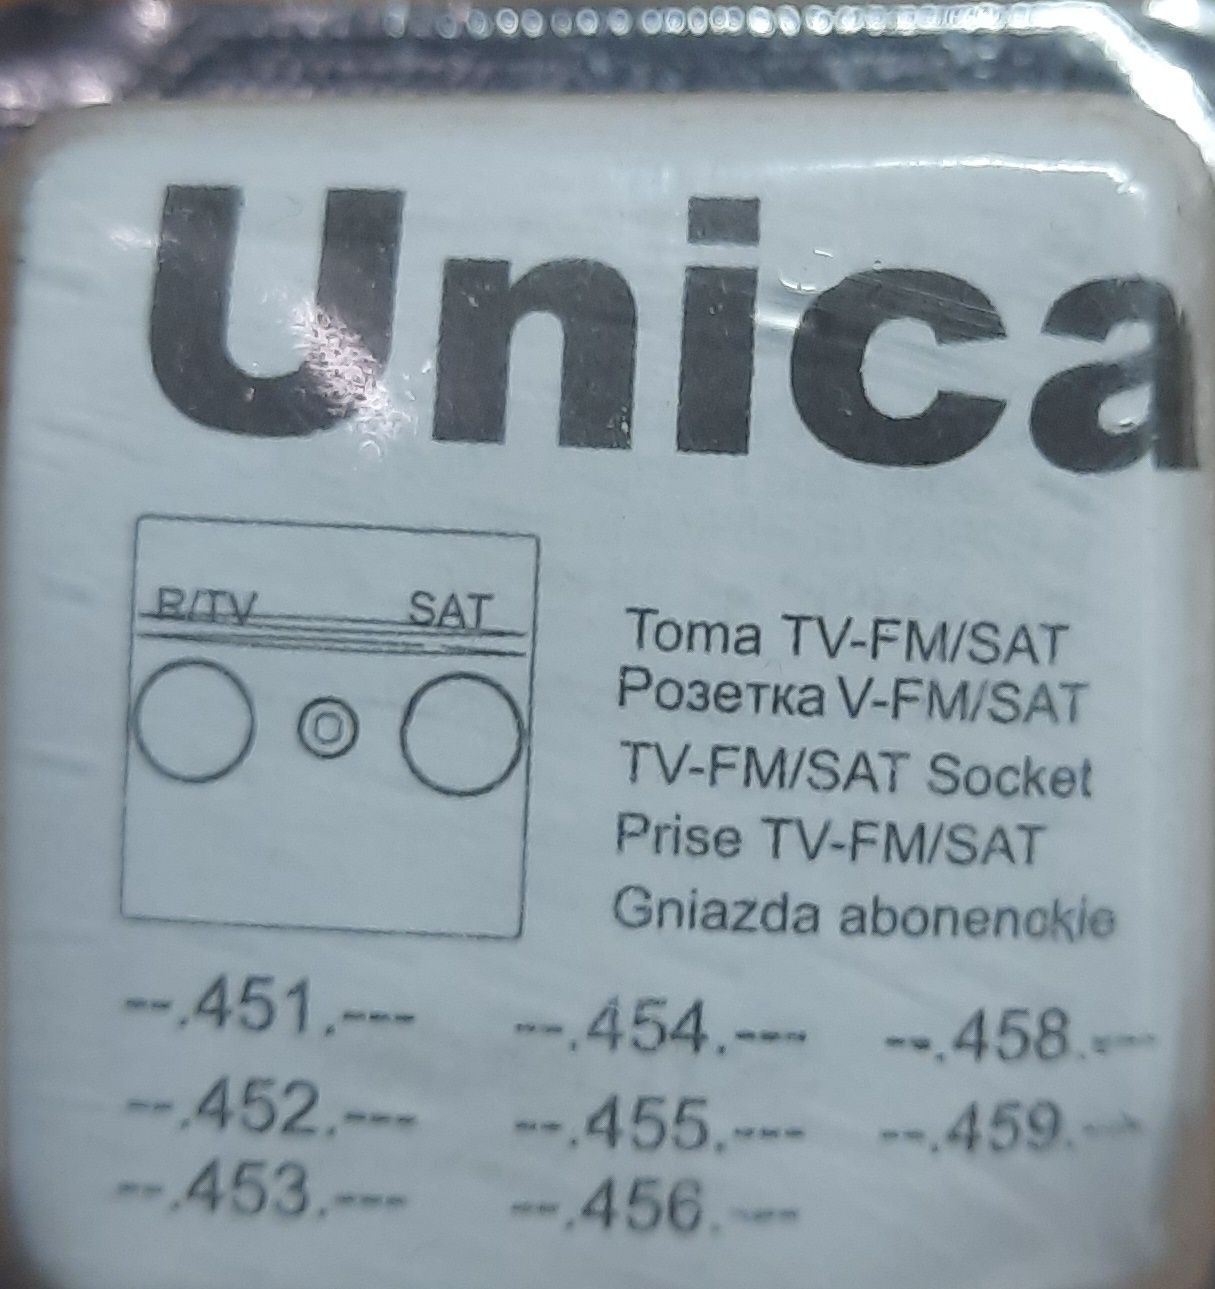 Unica
R/TV SAT
Toma TV-FM/SAT
Розетка V-FM/SAT
TV-FM/SAT Socket
Prise TV-FM/SAT
Gniazda abonenckie
--.451.--- --.454.--- --.458.---
--.452.--- --.455.--- --.459.---
--.453.--- --.456.---